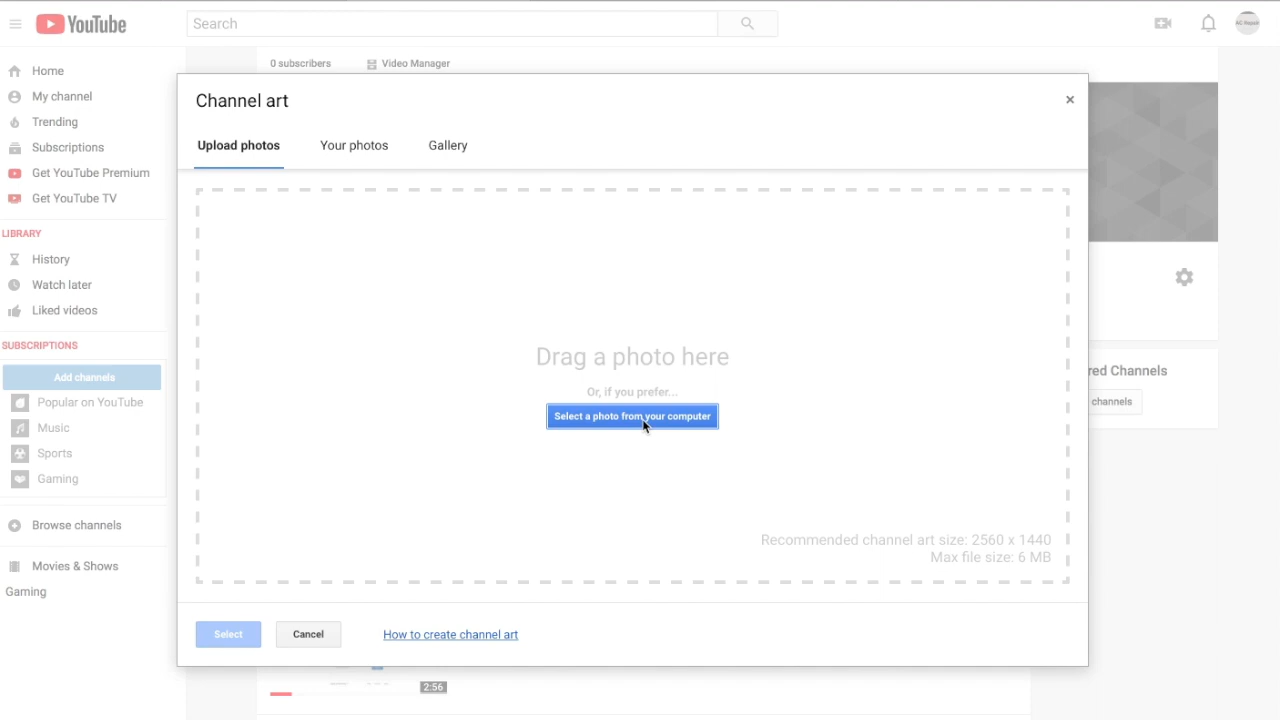 YouTube
Search
AC Repair
Home
My channel
Trending
Subscriptions
Get YouTube Premium
Get YouTube TV
LIBRARY
History
Watch later
Liked videos
SUBSCRIPTIONS
Add channels
Popular on YouTube
Music
Sports
Gaming
Browse channels
Movies & Shows
Gaming
0 subscribers
Video Manager
Channel art
×
Upload photos
Your photos
Gallery
Drag a photo here
Or, if you prefer...
Select a photo from your computer
Recommended channel art size: 2560 x 1440
Max file size: 6 MB
Select
Cancel
How to create channel art
red Channels
channels
2:56